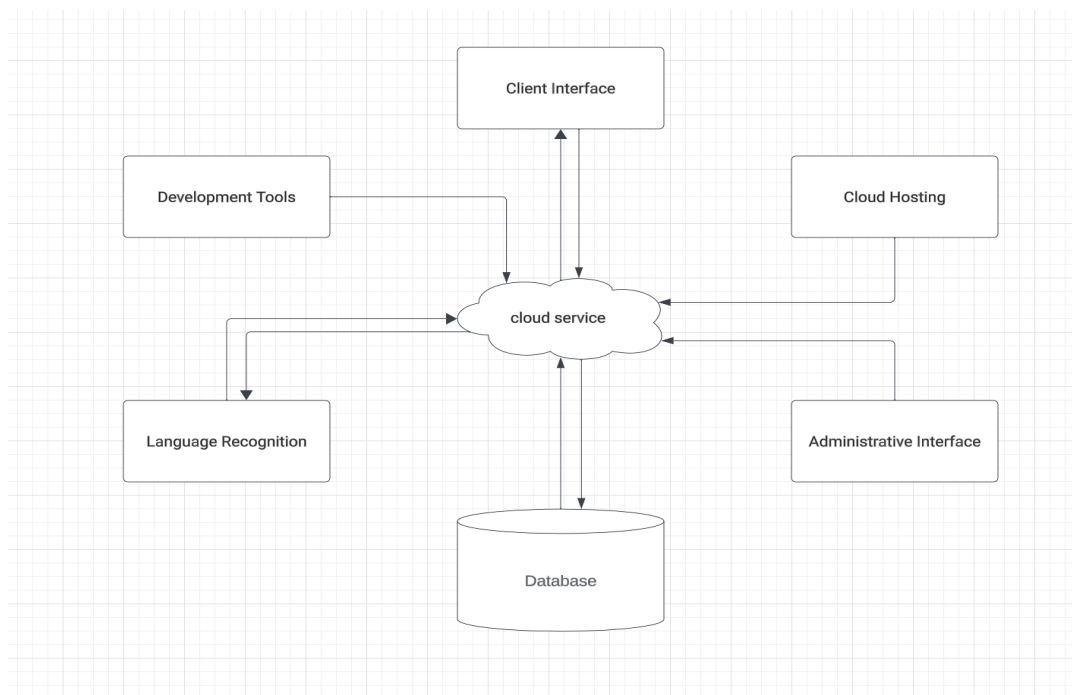 Client Interface
Development Tools
Cloud Hosting
cloud service
Language Recognition
Administrative Interface
Database